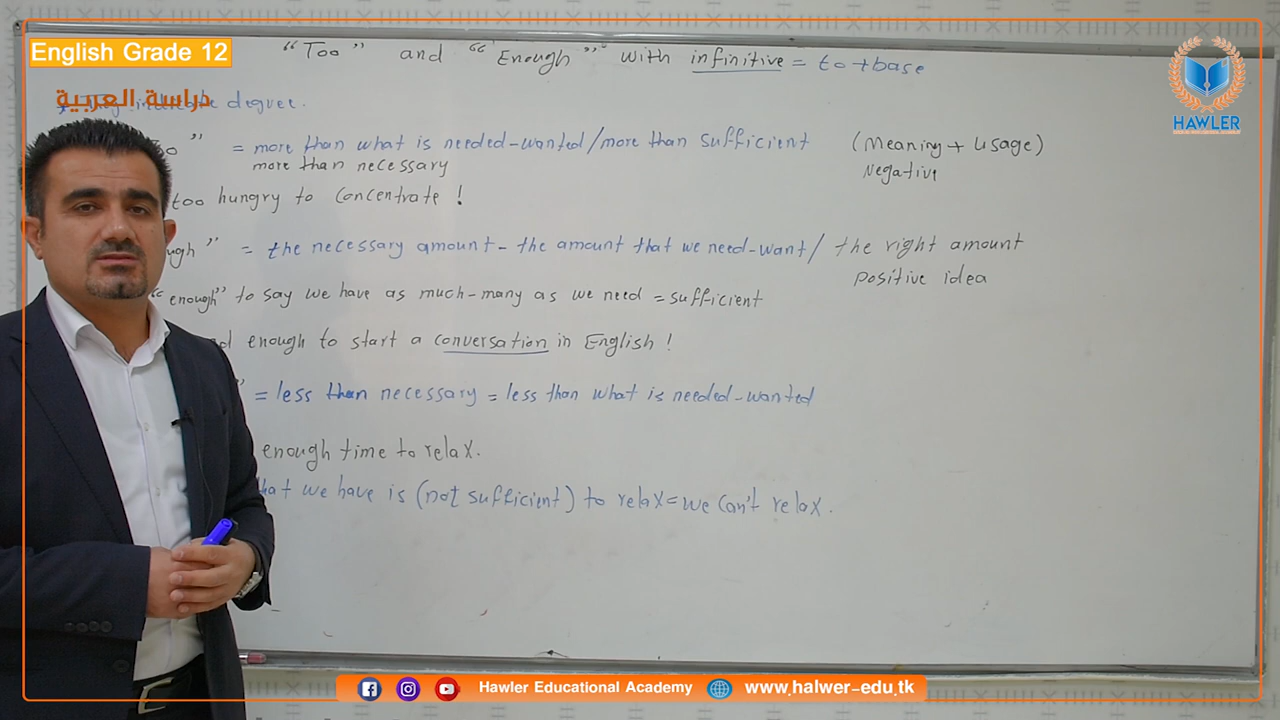 English Grade 12
"Too" and "Enough" with infinitive = to + base
دراسة العربية
indicate degree.
" = more than what is needed-wanted/more than sufficient (Meaning + Usage)
more than necessary Negative
too hungry to concentrate !
ugh" = the necessary amount - the amount that we need-want/ the right amount
positive idea
"enough" to say we have as much-many as we need = sufficient
enough to start a conversation in English !
" = less than necessary = less than what is needed-wanted
enough time to relax.
hat we have is (not sufficient) to relax = we can't relax.
HAWLER
Hawler Educational Academy www.halwer-edu.tk